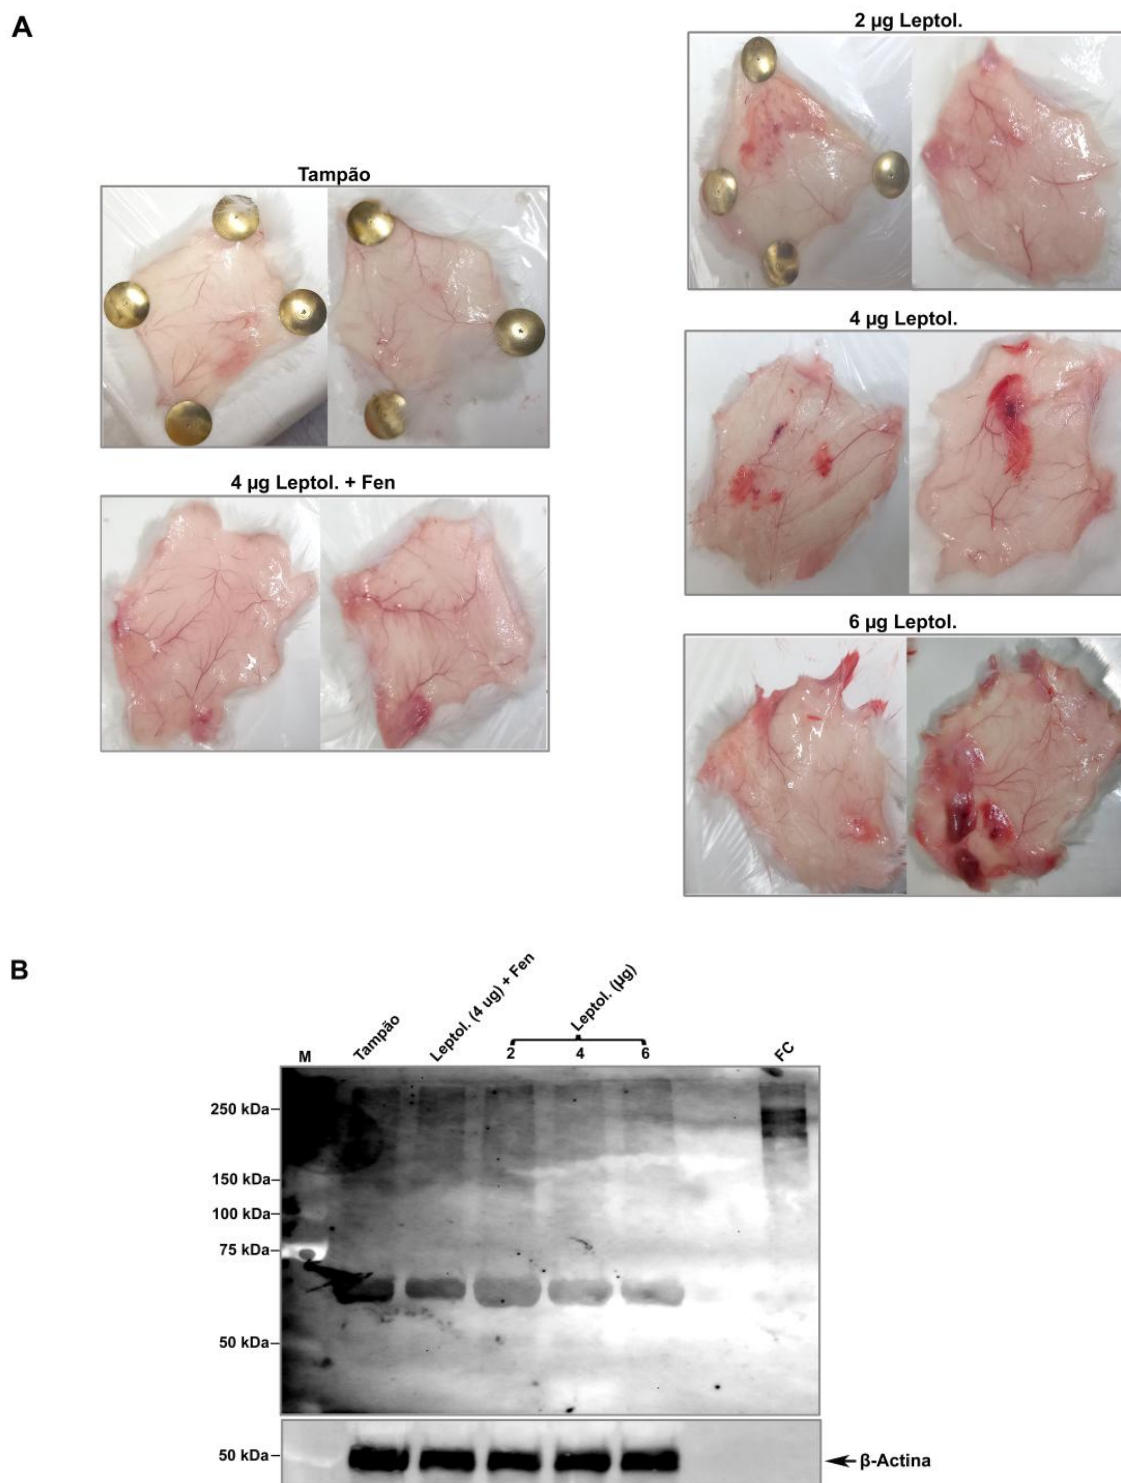 A
2 µg Leptol.
Tampão
4 µg Leptol.
4 µg Leptol. + Fen
6 µg Leptol.
B
M
Tampão
Leptol. (4 ug) + Fen
Leptol. (µg)
2 4 6
FC
250 kDa
150 kDa
100 kDa
75 kDa
50 kDa
50 kDa
β-Actina